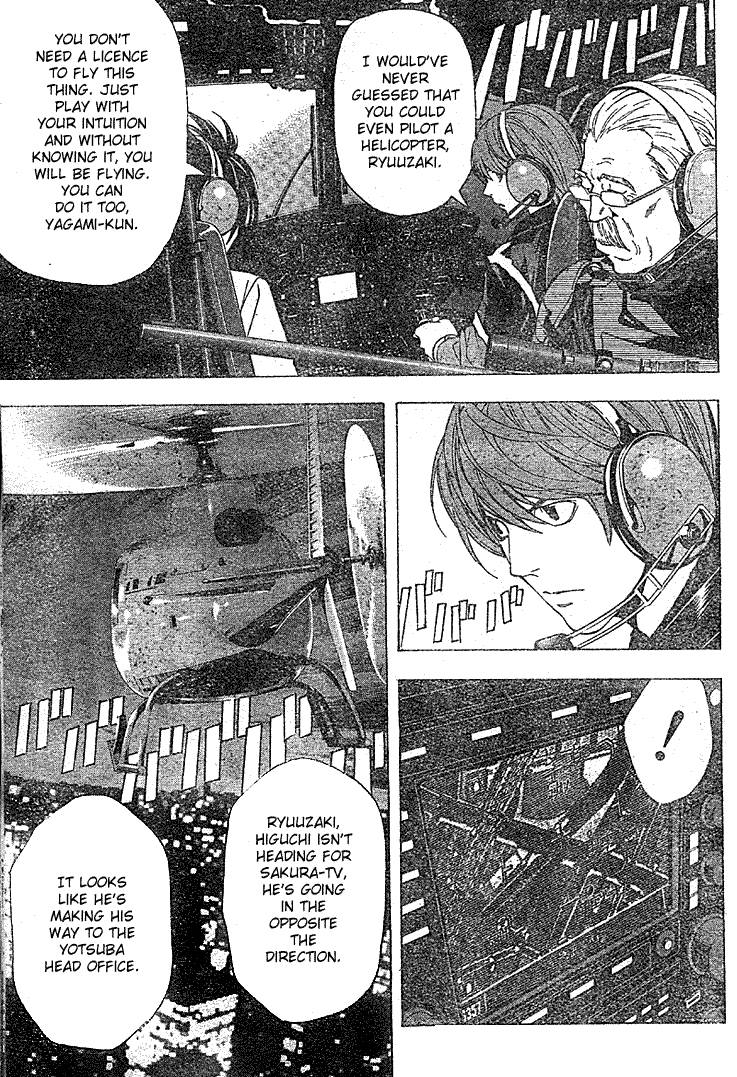 I WOULD'VE
NEVER
GUESSED THAT
YOU COULD
EVEN PILOT A
HELICOPTER,
RYUUZAKI.
YOU DON'T
NEED A LICENCE
TO FLY THIS
THING. JUST
PLAY WITH
YOUR INTUITION
AND WITHOUT
KNOWING IT, YOU
WILL BE FLYING.
YOU CAN
DO IT TOO,
YAGAMI-KUN.
バババ
!
RYUUZAKI,
HIGUCHI ISN'T
HEADING FOR
SAKURA-TV,
HE'S GOING
IN THE
OPPOSITE
THE
DIRECTION.
IT LOOKS
LIKE HE'S
MAKING HIS
WAY TO THE
YOTSUBA
HEAD OFFICE.